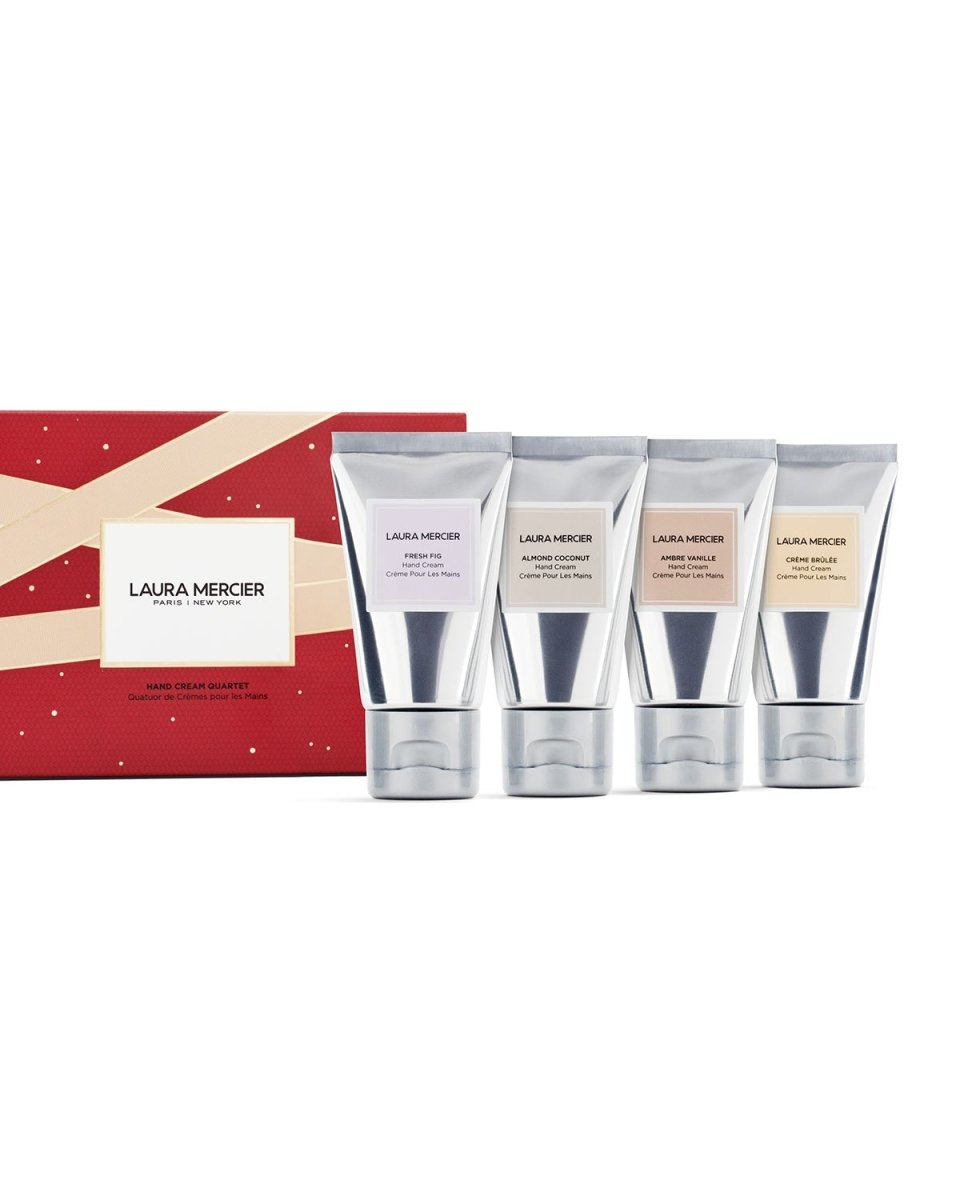 LAURA MERCIER
PARIS | NEW YORK
HAND CREAM QUARTET
Quatuor de Crèmes pour les Mains
LAURA MERCIER
FRESH FIG
Hand Cream
Crème Pour Les Mains
LAURA MERCIER
ALMOND COCONUT
Hand Cream
Crème Pour Les Mains
LAURA MERCIER
AMBRE VANILLE
Hand Cream
Crème Pour Les Mains
LAURA MERCIER
CRÈME BRÛLÉE
Hand Cream
Crème Pour Les Mains